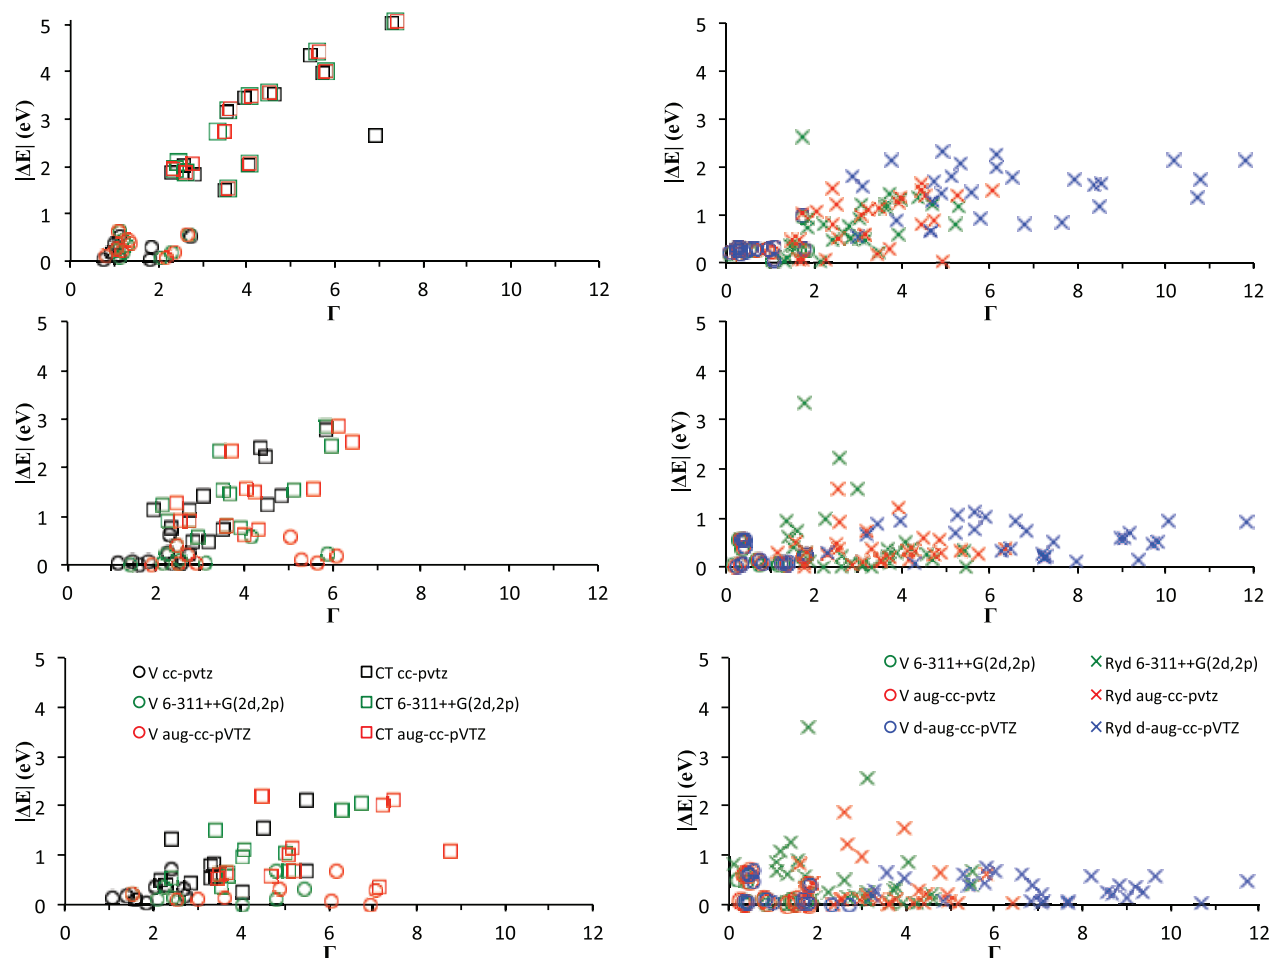 5
4
3
2
1
0
|ΔE| (eV)
0 2 4 6 8 10 12
Γ
5
4
3
2
1
0
|ΔE| (eV)
0 2 4 6 8 10 12
Γ
5
4
3
2
1
0
|ΔE| (eV)
0 2 4 6 8 10 12
Γ
5
4
3
2
1
0
|ΔE| (eV)
0 2 4 6 8 10 12
Γ
5
4
3
2
1
0
|ΔE| (eV)
V cc-pvtz CT cc-pvtz
V 6-311++G(2d,2p) CT 6-311++G(2d,2p)
V aug-cc-pVTZ CT aug-cc-pVTZ
0 2 4 6 8 10 12
Γ
5
4
3
2
1
0
|ΔE| (eV)
V 6-311++G(2d,2p) Ryd 6-311++G(2d,2p)
V aug-cc-pvtz Ryd aug-cc-pvtz
V d-aug-cc-pVTZ Ryd d-aug-cc-pVTZ
0 2 4 6 8 10 12
Γ